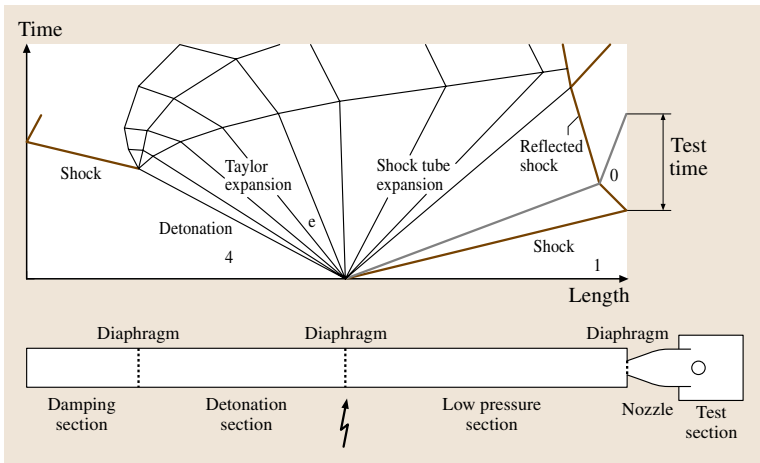 Time
Shock
Taylor
expansion
Detonation
4
e
Shock tube
expansion
Reflected
shock
0
Test
time
Shock
1
Length
Diaphragm
Diaphragm
Diaphragm
Damping
section
Detonation
section
Low pressure
section
Nozzle
Test
section